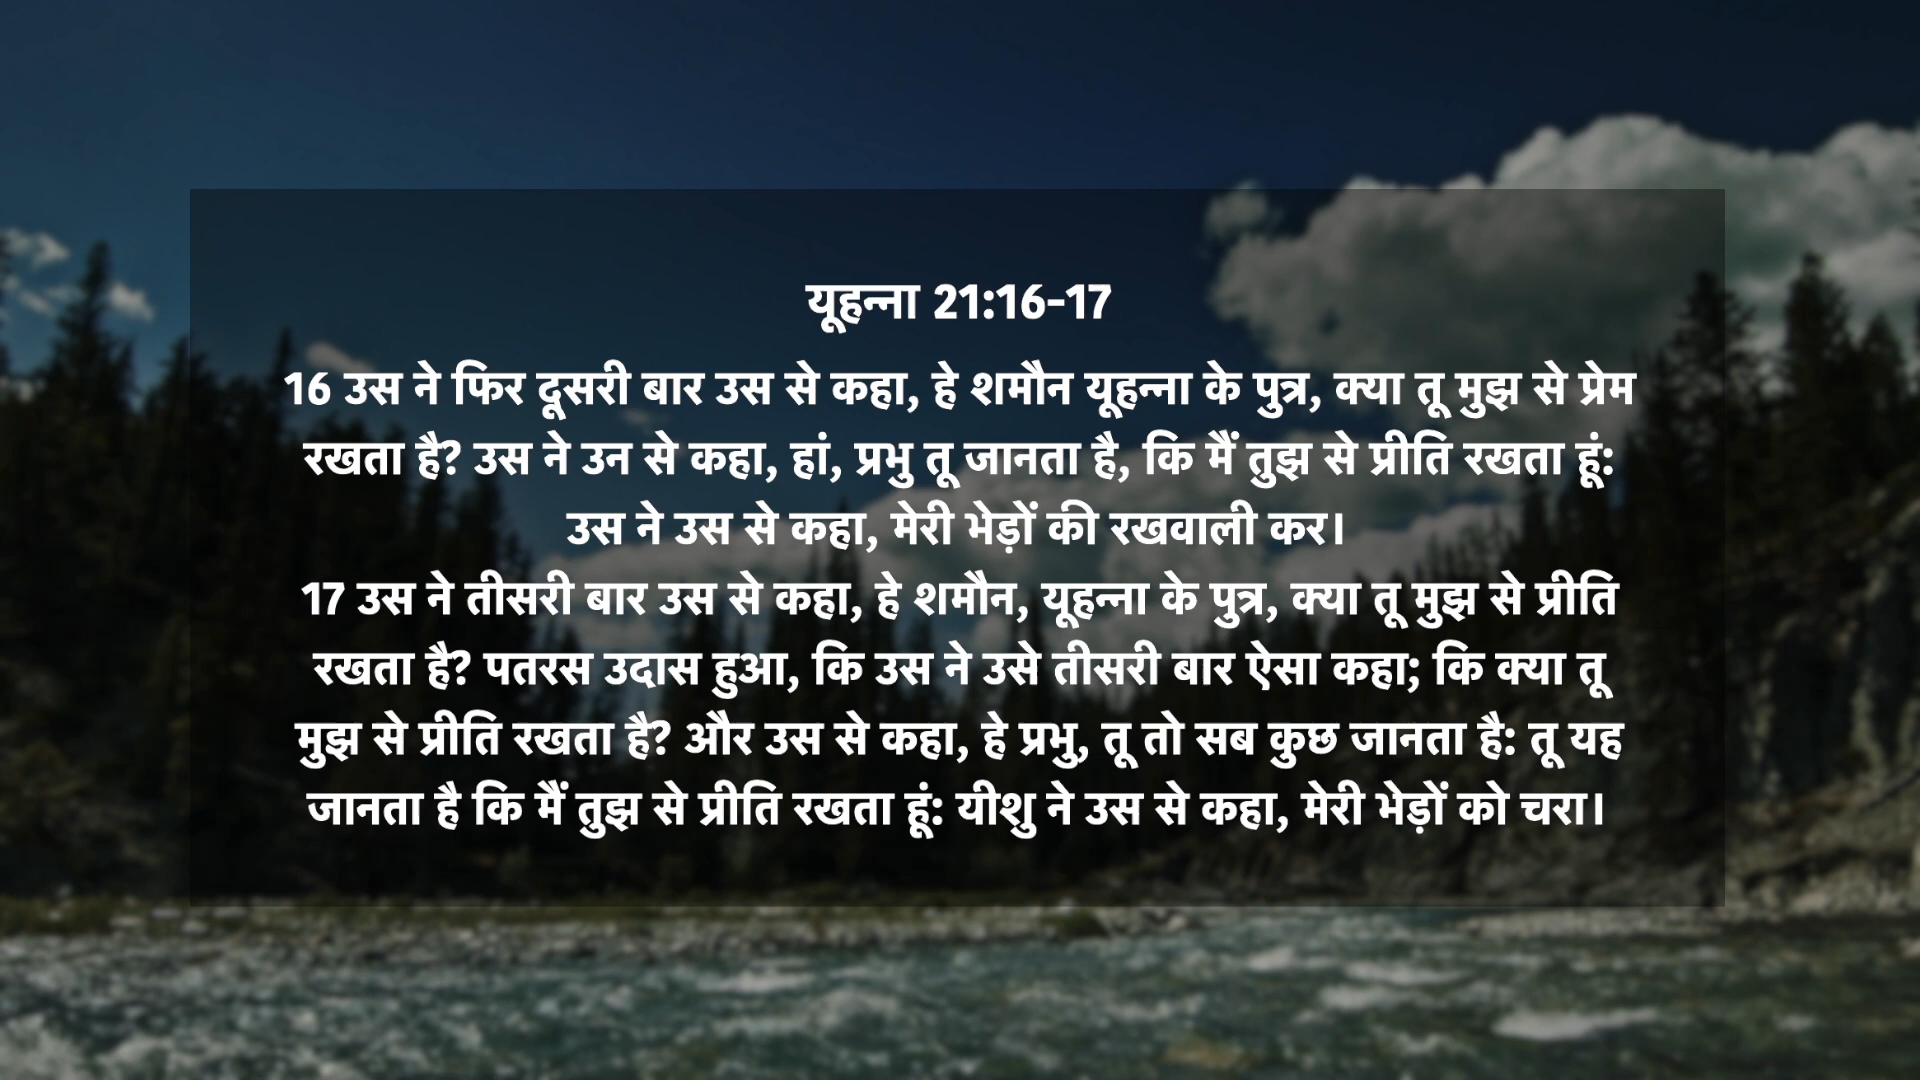 यूहन्ना 21:16-17
16 उस ने फिर दूसरी बार उस से कहा, हे शमौन यूहन्ना के पुत्र, क्या तू मुझ से प्रेम
रखता है? उस ने उन से कहा, हां, प्रभु तू जानता है, कि मैं तुझ से प्रीति रखता हूं:
उस ने उस से कहा, मेरी भेड़ों की रखवाली कर।
17 उस ने तीसरी बार उस से कहा, हे शमौन, यूहन्ना के पुत्र, क्या तू मुझ से प्रीति
रखता है? पतरस उदास हुआ, कि उस ने उसे तीसरी बार ऐसा कहा; कि क्या तू
मुझ से प्रीति रखता है? और उस से कहा, हे प्रभु, तू तो सब कुछ जानता है: तू यह
जानता है कि मैं तुझ से प्रीति रखता हूं: यीशु ने उस से कहा, मेरी भेड़ों को चरा।